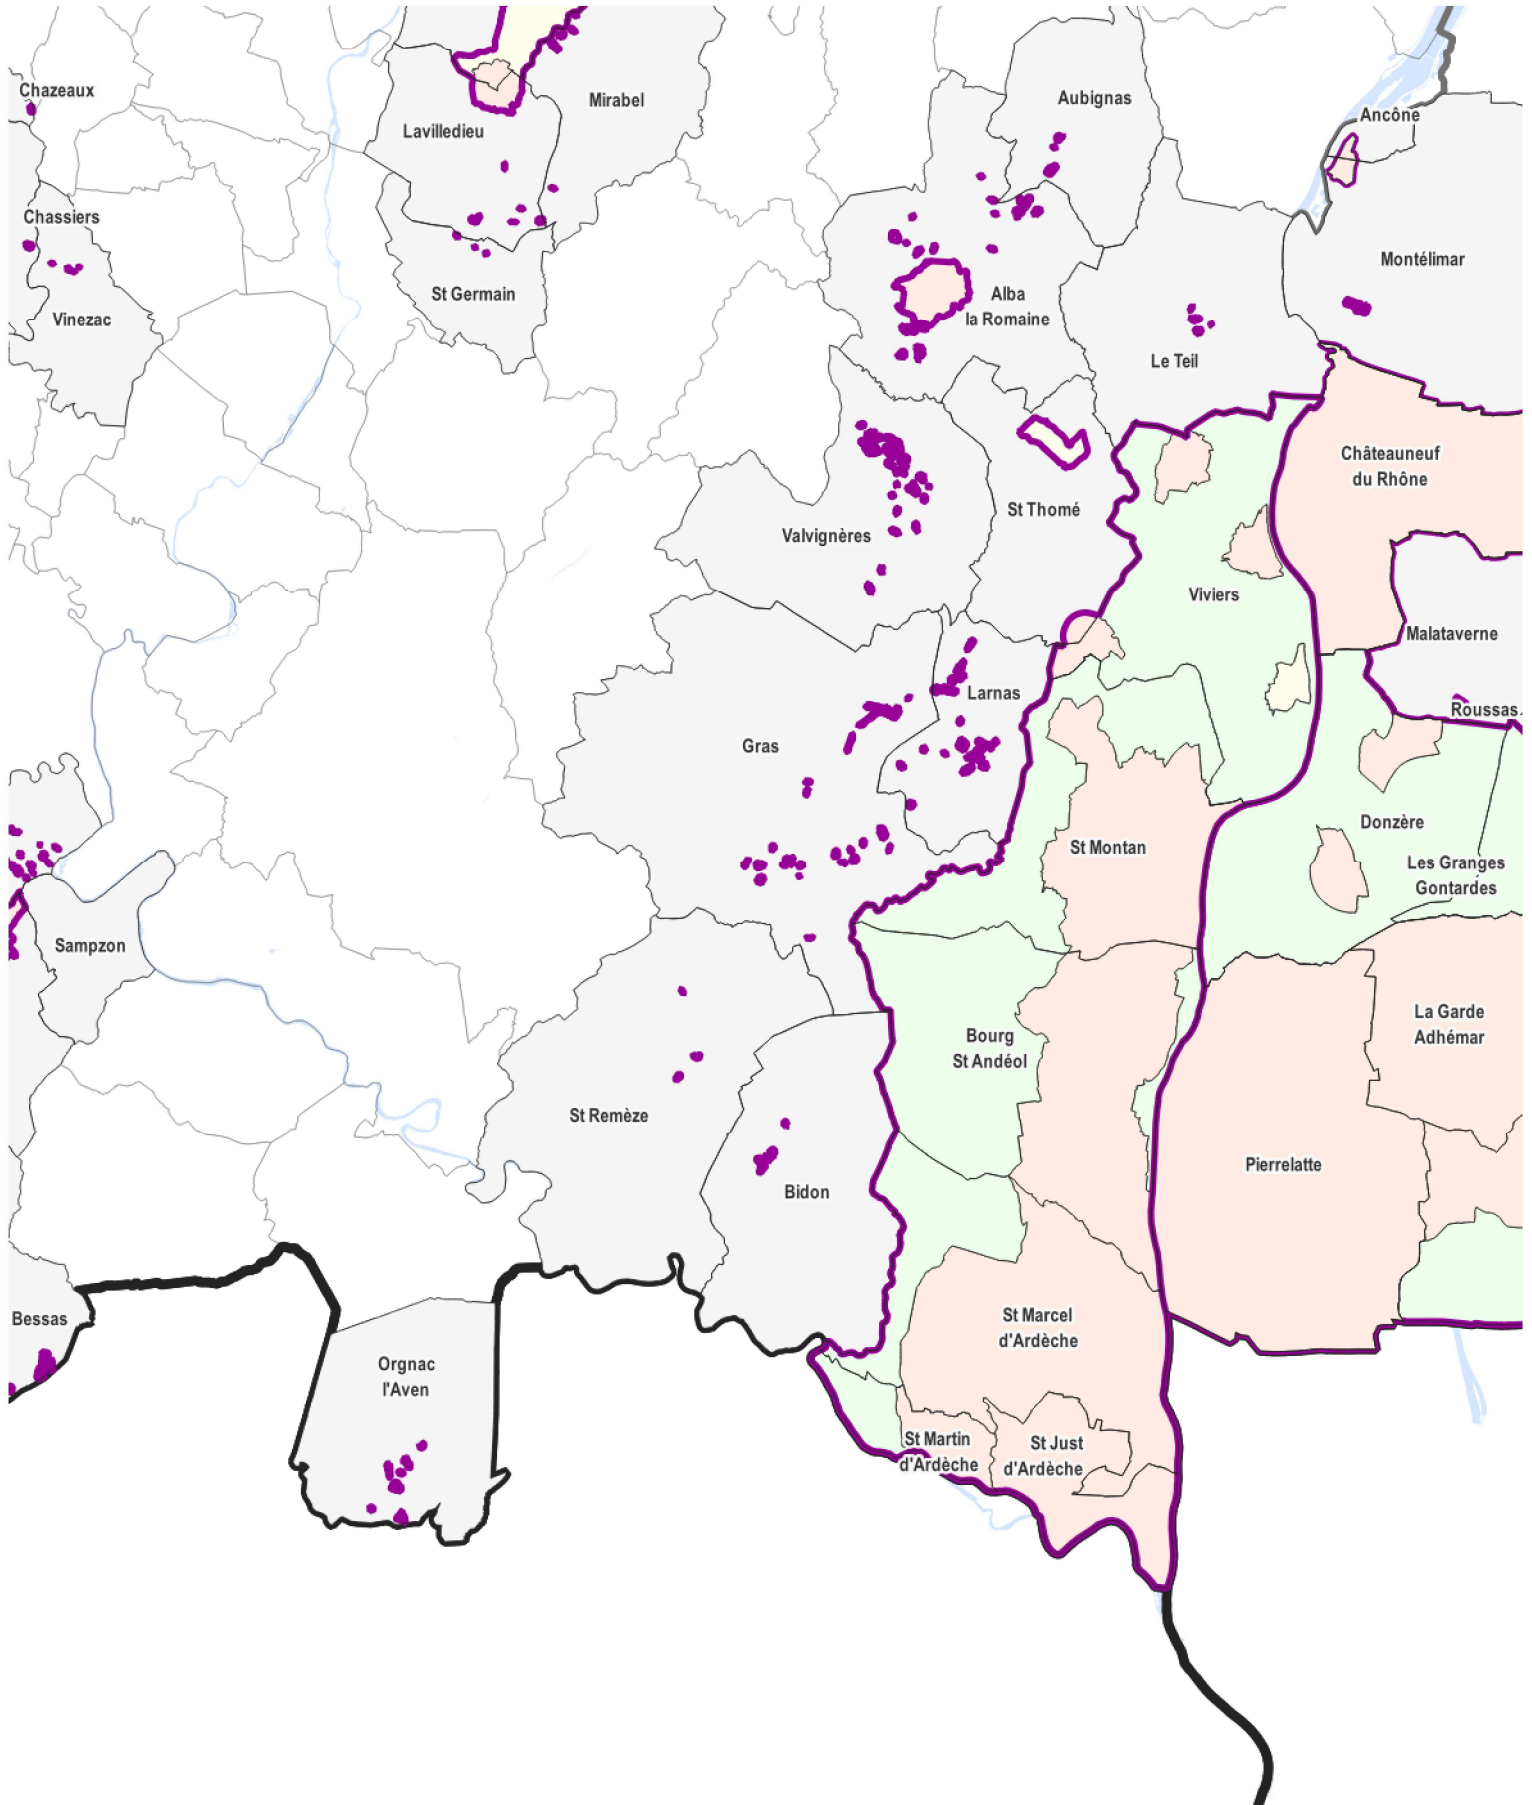 Chazeaux
Mirabel
Aubignas
Ancône
Lavilledieu
Chassiers
Montélimar
St Germain
Alba
la Romaine
Vinezac
Le Teil
Châteauneuf
du Rhône
St Thomé
Valvignères
Viviers
Malataverne
Larnas
Roussas
Gras
Donzère
St Montan
Les Granges
Gontardes
Sampzon
La Garde
Adhémar
Bourg
St Andéol
St Remèze
Pierrelatte
Bidon
Bessas
St Marcel
d'Ardèche
Orgnac
l'Aven
St Martin
d'Ardèche
St Just
d'Ardèche